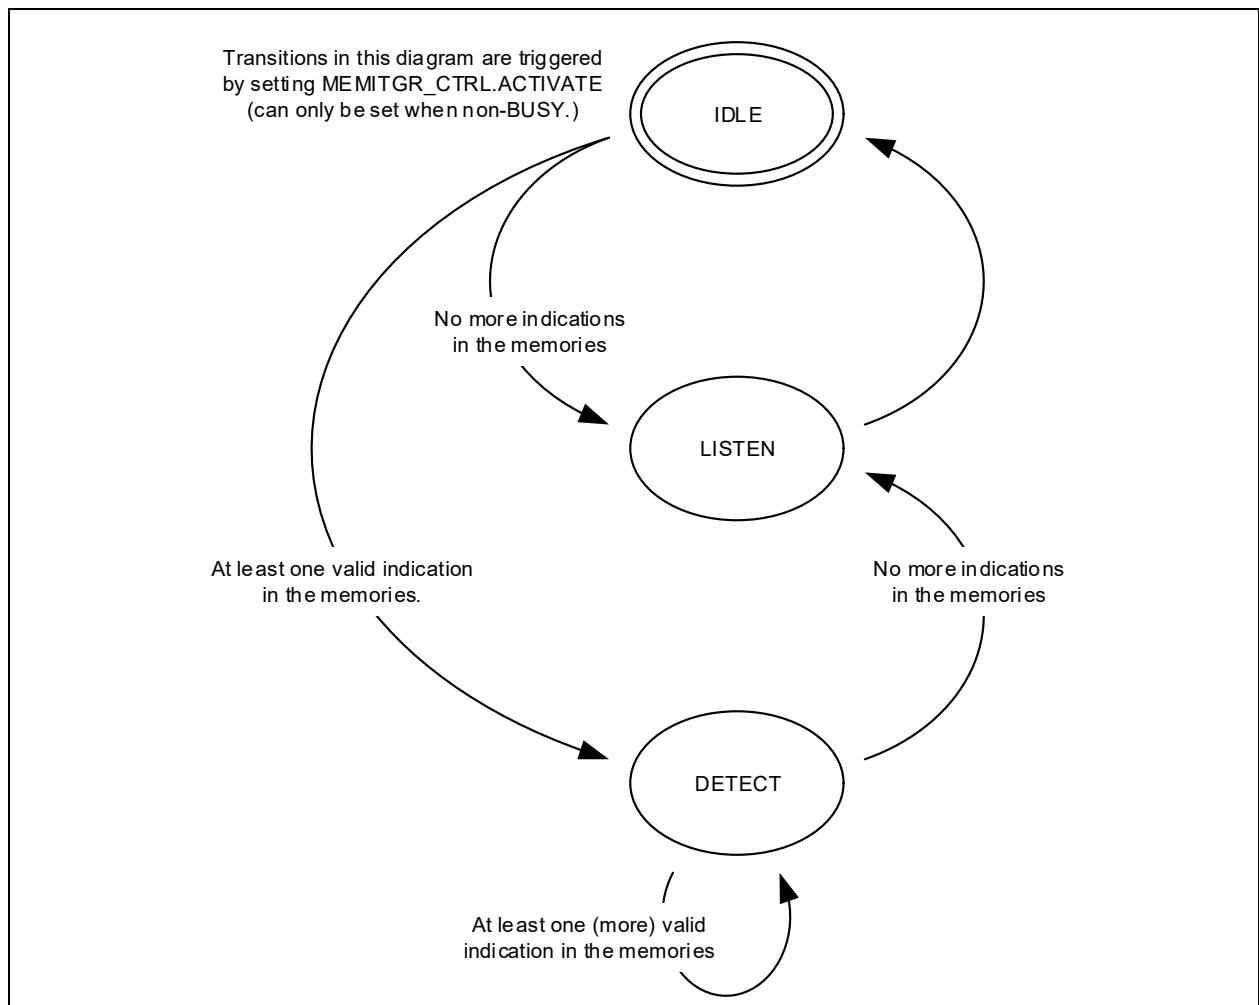 Transitions in this diagram are triggered
by setting MEMITGR_CTRL.ACTIVATE
(can only be set when non-BUSY.)
IDLE
No more indications
in the memories
LISTEN
At least one valid indication
in the memories.
No more indications
in the memories
DETECT
At least one (more) valid
indication in the memories